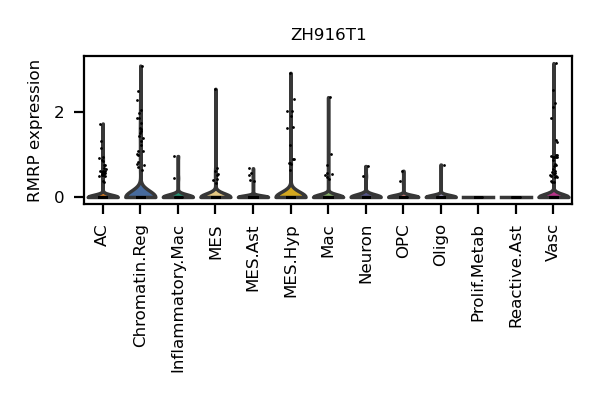 ZH916T1
RMRP expression
2
0
AC
Chromatin.Reg
Inflammatory.Mac
MES
MES.Ast
MES.Hyp
Mac
Neuron
OPC
Oligo
Prolif.Metab
Reactive.Ast
Vasc